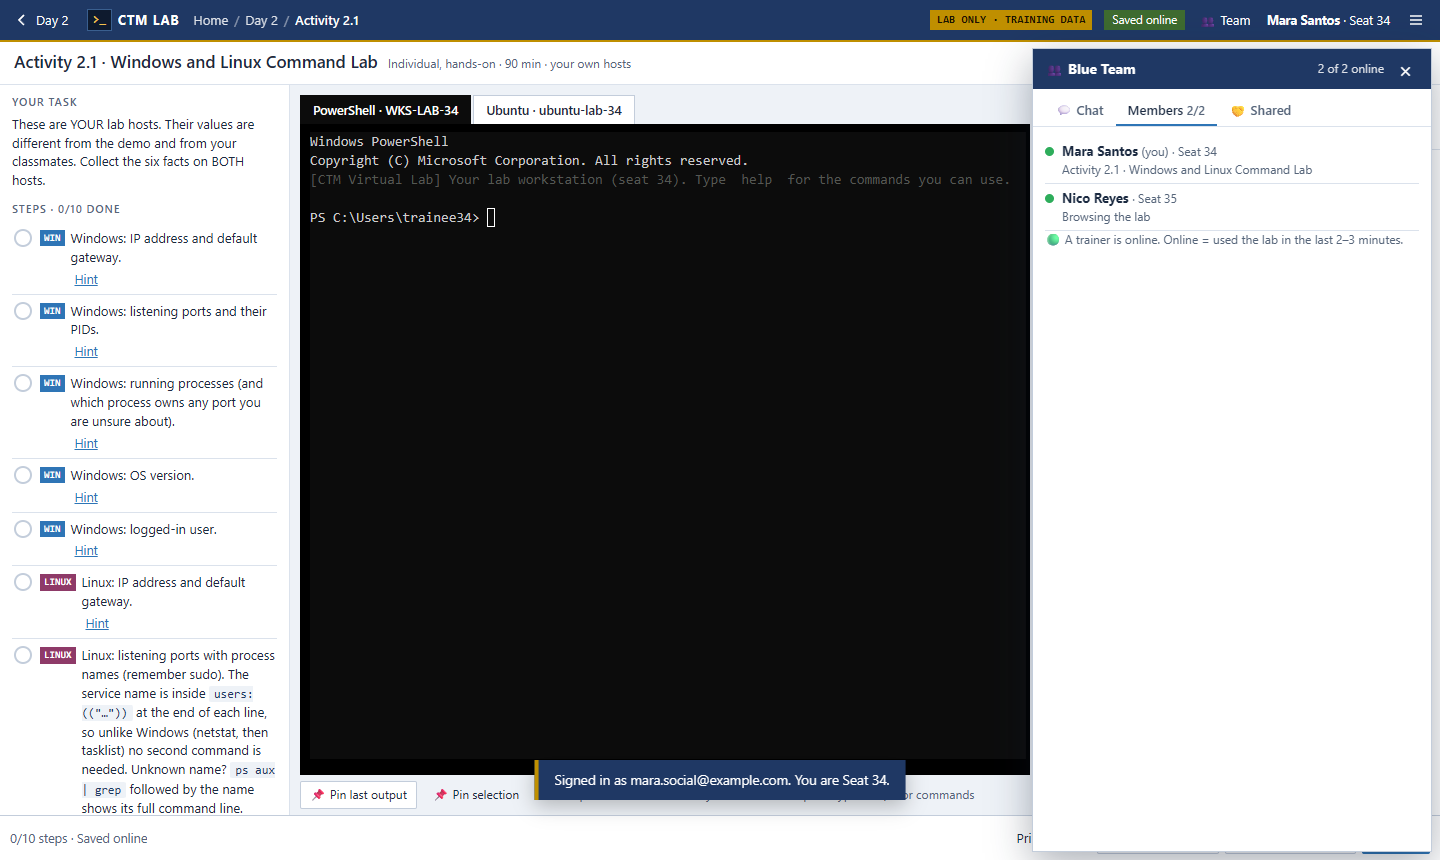 Day 2
>_ CTM LAB
Home / Day 2 / Activity 2.1
LAB ONLY · TRAINING DATA
Saved online
Team
Mara Santos · Seat 34
Activity 2.1 · Windows and Linux Command Lab
Individual, hands-on · 90 min · your own hosts
YOUR TASK
These are YOUR lab hosts. Their values are
different from the demo and from your
classmates. Collect the six facts on BOTH
hosts.
STEPS · 0/10 DONE
WIN Windows: IP address and default
gateway.
Hint
WIN Windows: listening ports and their
PIDs.
Hint
WIN Windows: running processes (and
which process owns any port you
are unsure about).
Hint
WIN Windows: OS version.
Hint
WIN Windows: logged-in user.
Hint
LINUX Linux: IP address and default
gateway.
Hint
LINUX Linux: listening ports with process
names (remember sudo). The
service name is inside users:
(("…")) at the end of each line,
so unlike Windows (netstat, then
tasklist) no second command is
needed. Unknown name? ps aux
| grep followed by the name
shows its full command line.
0/10 steps · Saved online
PowerShell · WKS-LAB-34
Ubuntu · ubuntu-lab-34
Windows PowerShell
Copyright (C) Microsoft Corporation. All rights reserved.
[CTM Virtual Lab] Your lab workstation (seat 34). Type help for the commands you can use.
PS C:\Users\trainee34>
Pin last output
Pin selection
or commands
Signed in as mara.social@example.com. You are Seat 34.
Pri
Blue Team
2 of 2 online
Chat
Members 2/2
Shared
Mara Santos (you) · Seat 34
Activity 2.1 · Windows and Linux Command Lab
Nico Reyes · Seat 35
Browsing the lab
A trainer is online. Online = used the lab in the last 2–3 minutes.